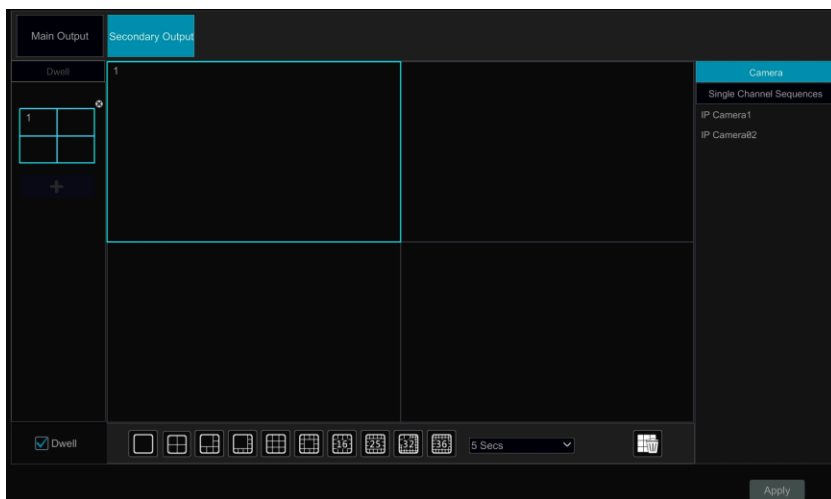 Main Output
Secondary Output
Dwell
1
1
Camera
Single Channel Sequences
IP Camera1
IP Camera02
Dwell
16
25
32
36
5 Secs
Apply